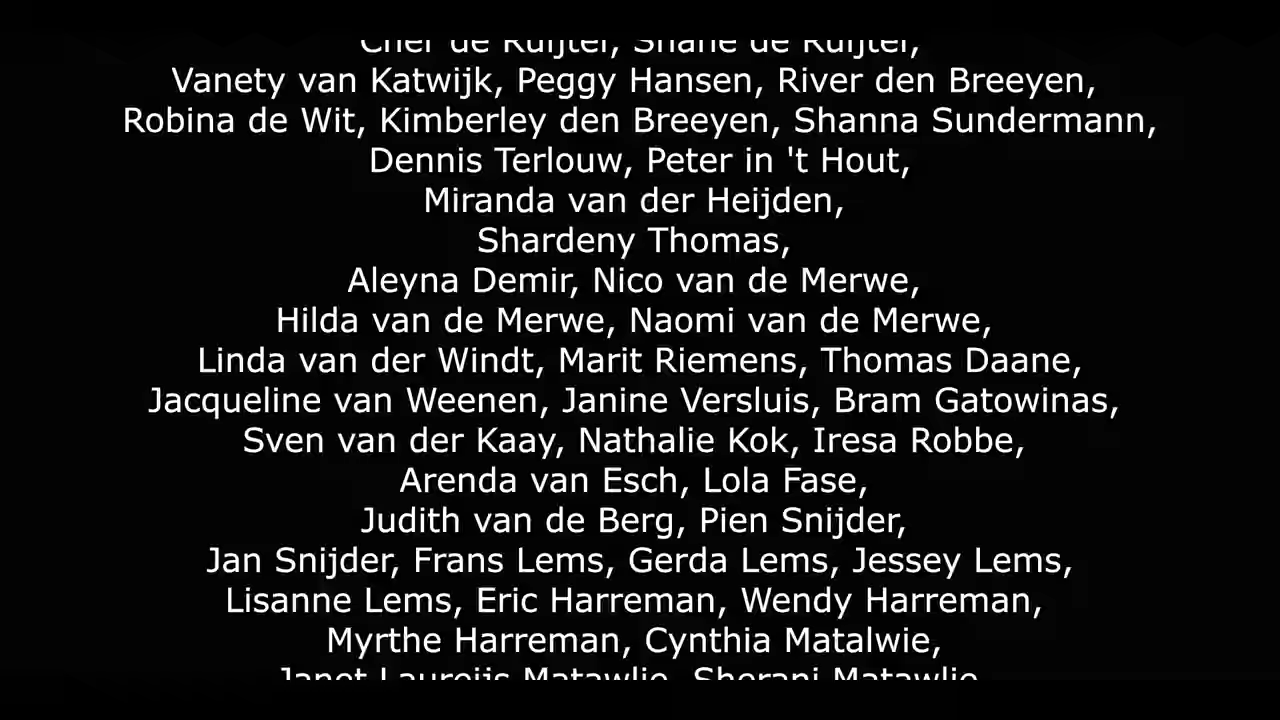 Cher de Ruijter, Shane de Ruijter,
Vanety van Katwijk, Peggy Hansen, River den Breeyen,
Robina de Wit, Kimberley den Breeyen, Shanna Sundermann,
Dennis Terlouw, Peter in 't Hout,
Miranda van der Heijden,
Shardeny Thomas,
Aleyna Demir, Nico van de Merwe,
Hilda van de Merwe, Naomi van de Merwe,
Linda van der Windt, Marit Riemens, Thomas Daane,
Jacqueline van Weenen, Janine Versluis, Bram Gatowinas,
Sven van der Kaay, Nathalie Kok, Iresa Robbe,
Arenda van Esch, Lola Fase,
Judith van de Berg, Pien Snijder,
Jan Snijder, Frans Lems, Gerda Lems, Jessey Lems,
Lisanne Lems, Eric Harreman, Wendy Harreman,
Myrthe Harreman, Cynthia Matalwie,
Janet Laureijs Matawlie, Sherani Matawlie